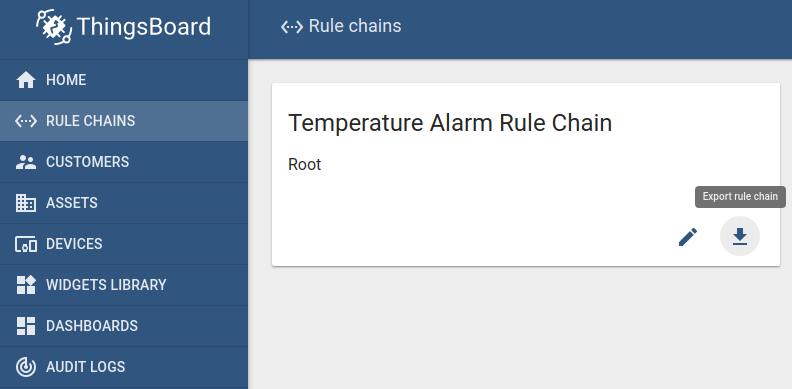 ThingsBoard
Rule chains
HOME
RULE CHAINS
CUSTOMERS
ASSETS
DEVICES
WIDGETS LIBRARY
DASHBOARDS
AUDIT LOGS
Temperature Alarm Rule Chain
Root
Export rule chain